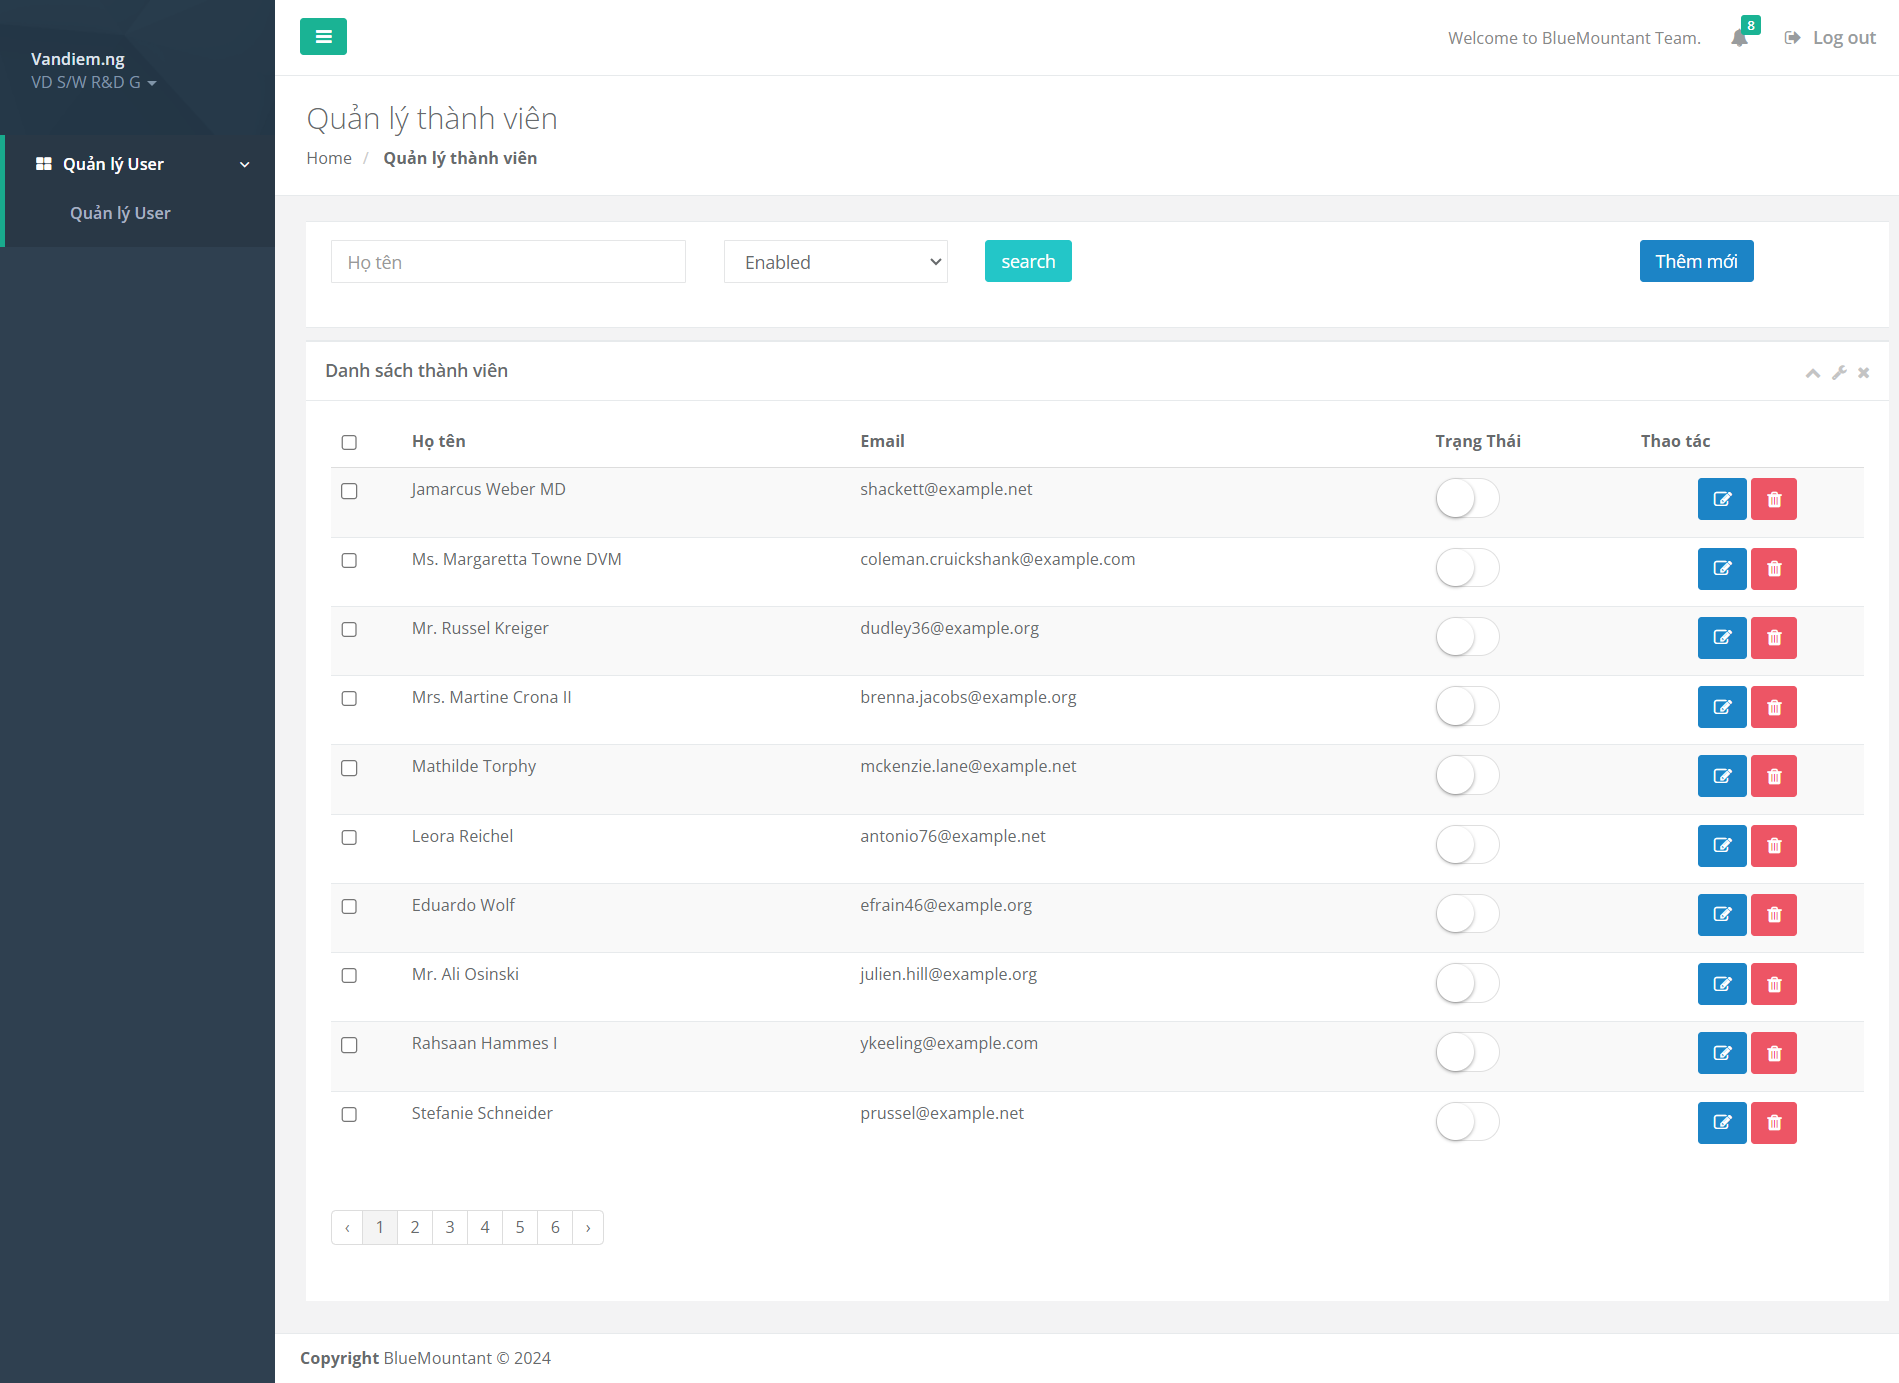 Vandiem.ng
VD S/W R&D G
Quản lý User
Quản lý User
Welcome to BlueMountant Team.
8
Log out
Quản lý thành viên
Home / Quản lý thành viên
Họ tên Enabled search Thêm mới
Danh sách thành viên
Họ tên Email Trạng Thái Thao tác
Jamarcus Weber MD shackett@example.net
Ms. Margaretta Towne DVM coleman.cruickshank@example.com
Mr. Russel Kreiger dudley36@example.org
Mrs. Martine Crona II brenna.jacobs@example.org
Mathilde Torphy mckenzie.lane@example.net
Leora Reichel antonio76@example.net
Eduardo Wolf efrain46@example.org
Mr. Ali Osinski julien.hill@example.org
Rahsaan Hammes I ykeeling@example.com
Stefanie Schneider prussel@example.net
‹ 1 2 3 4 5 6 ›
Copyright BlueMountant © 2024